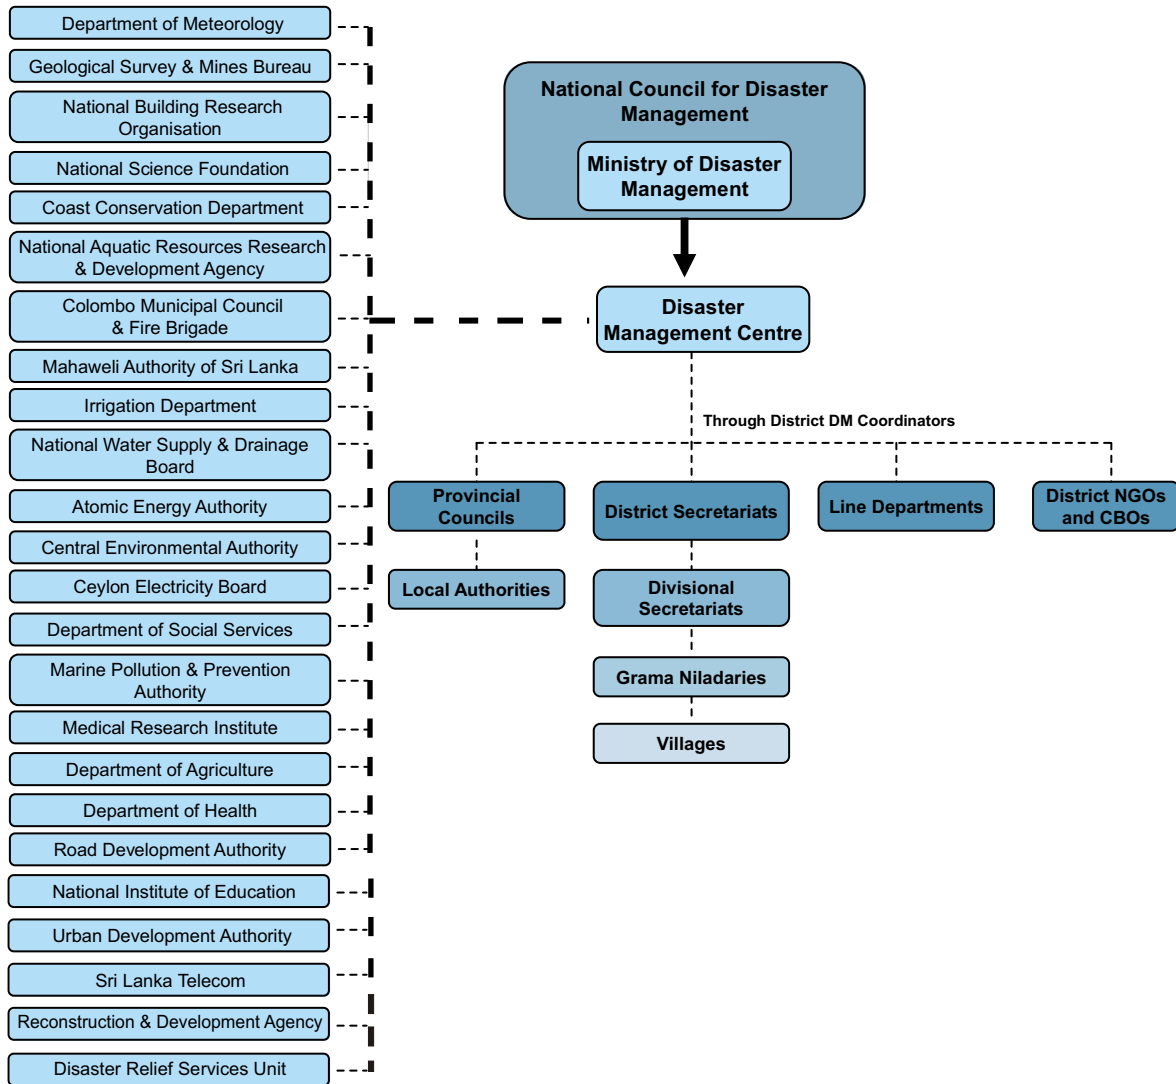 Department of Meteorology
Geological Survey & Mines Bureau
National Building Research
Organisation
National Science Foundation
Coast Conservation Department
National Aquatic Resources Research
& Development Agency
Colombo Municipal Council
& Fire Brigade
Mahaweli Authority of Sri Lanka
Irrigation Department
National Water Supply & Drainage
Board
Atomic Energy Authority
Central Environmental Authority
Ceylon Electricity Board
Department of Social Services
Marine Pollution & Prevention
Authority
Medical Research Institute
Department of Agriculture
Department of Health
Road Development Authority
National Institute of Education
Urban Development Authority
Sri Lanka Telecom
Reconstruction & Development Agency
Disaster Relief Services Unit
National Council for Disaster
Management
Ministry of Disaster
Management
Disaster
Management Centre
Through District DM Coordinators
Provincial
Councils
Local Authorities
District Secretariats
Divisional
Secretariats
Grama Niladaries
Villages
Line Departments
District NGOs
and CBOs